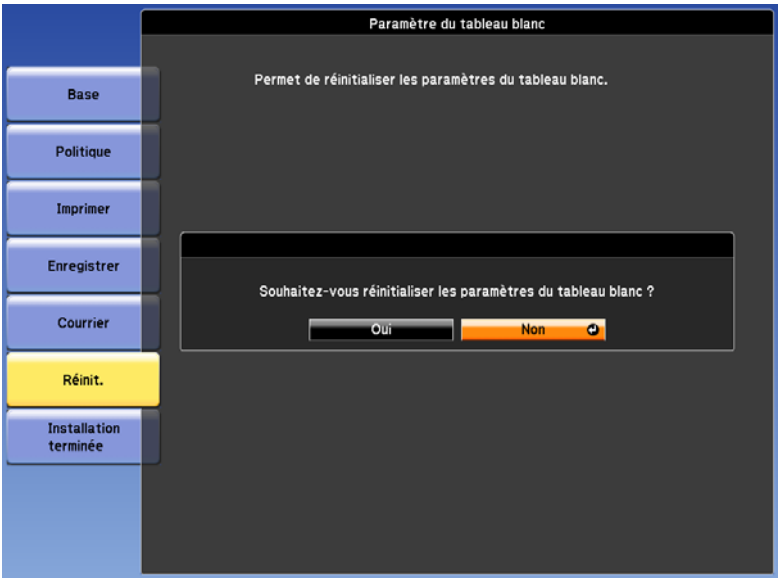 Paramètre du tableau blanc
Permet de réinitialiser les paramètres du tableau blanc.
Base
Politique
Imprimer
Enregistrer
Courrier
Réinit.
Installation
terminée
Souhaitez-vous réinitialiser les paramètres du tableau blanc ?
Oui
Non